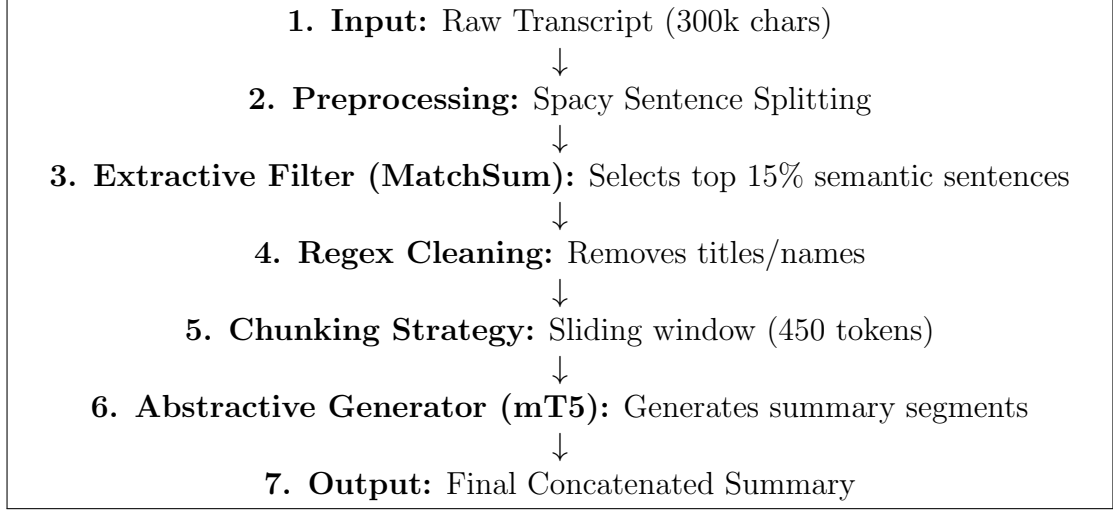 1. Input: Raw Transcript (300k chars)
↓
2. Preprocessing: Spacy Sentence Splitting
↓
3. Extractive Filter (MatchSum): Selects top 15% semantic sentences
↓
4. Regex Cleaning: Removes titles/names
↓
5. Chunking Strategy: Sliding window (450 tokens)
↓
6. Abstractive Generator (mT5): Generates summary segments
↓
7. Output: Final Concatenated Summary